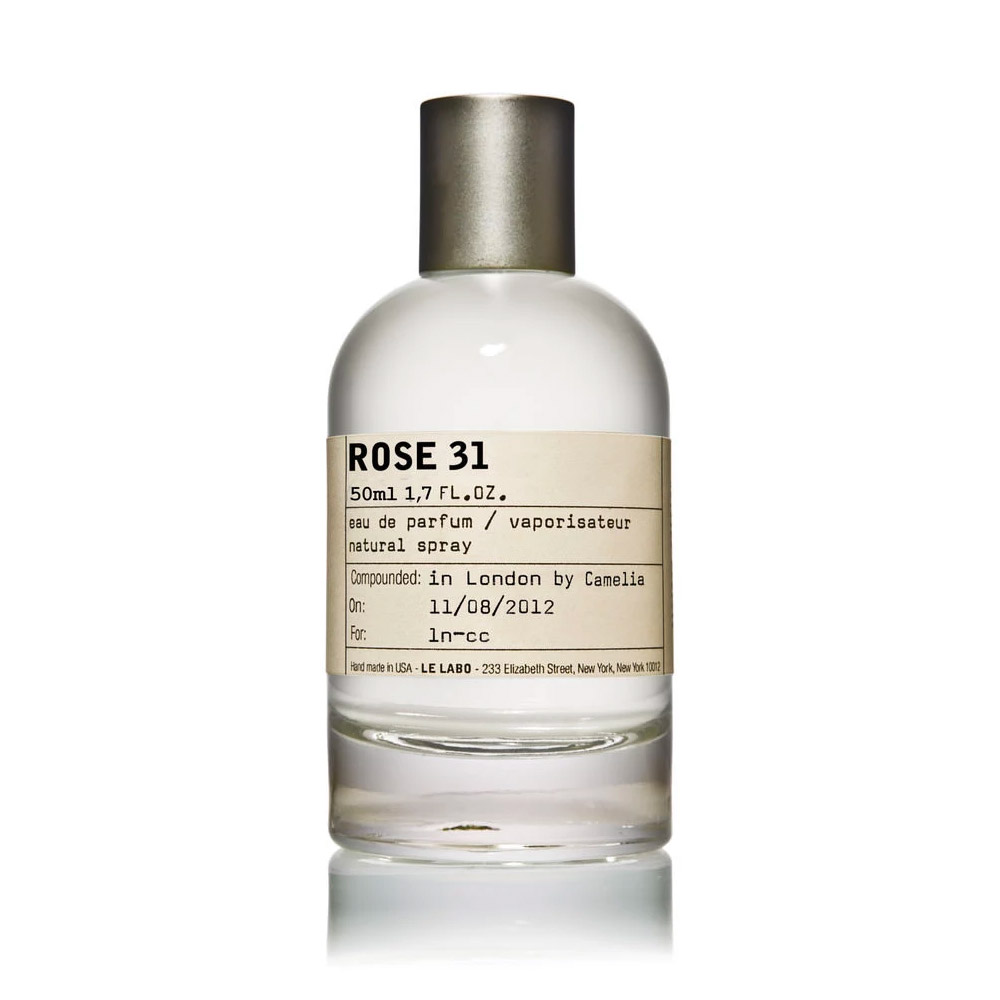 ROSE 31
50ml 1,7 FL.OZ.
eau de parfum / vaporisateur
natural spray
Compounded: in London by Camelia
On: 11/08/2012
For: ln-cc
Hand made in USA - LE LABO - 233 Elizabeth Street, New York, New York 10012